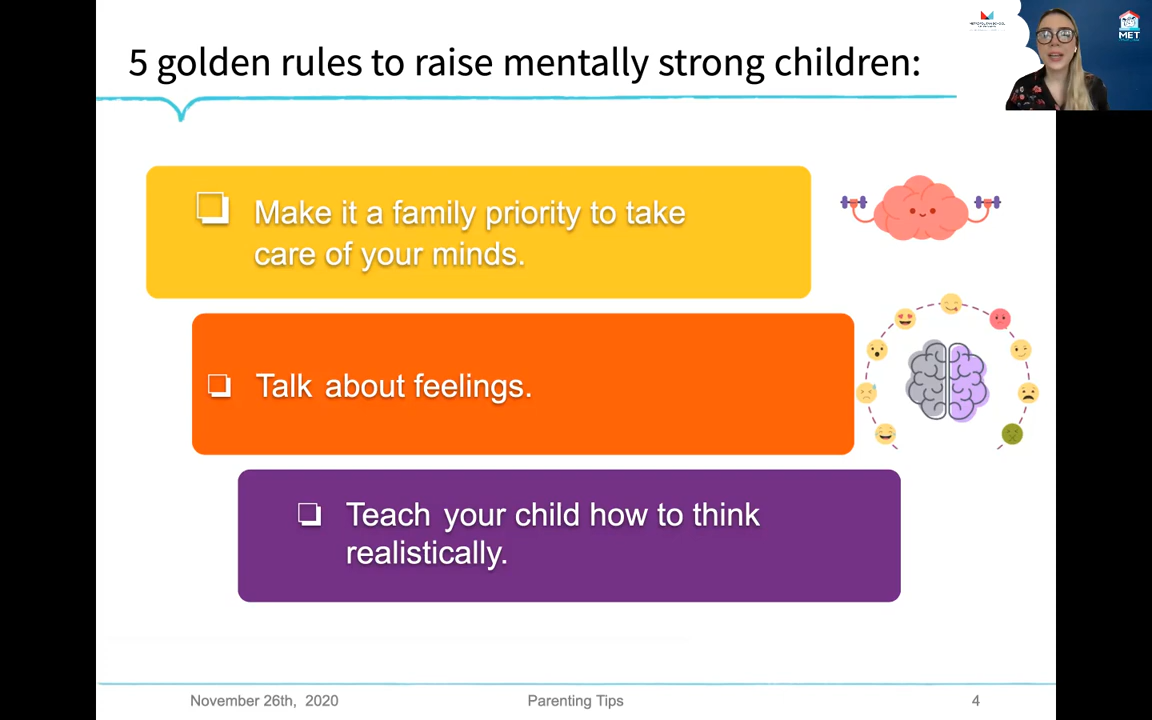 5 golden rules to raise mentally strong children:
MET
Make it a family priority to take
care of your minds.
Talk about feelings.
Teach your child how to think
realistically.
November 26th, 2020
Parenting Tips
4